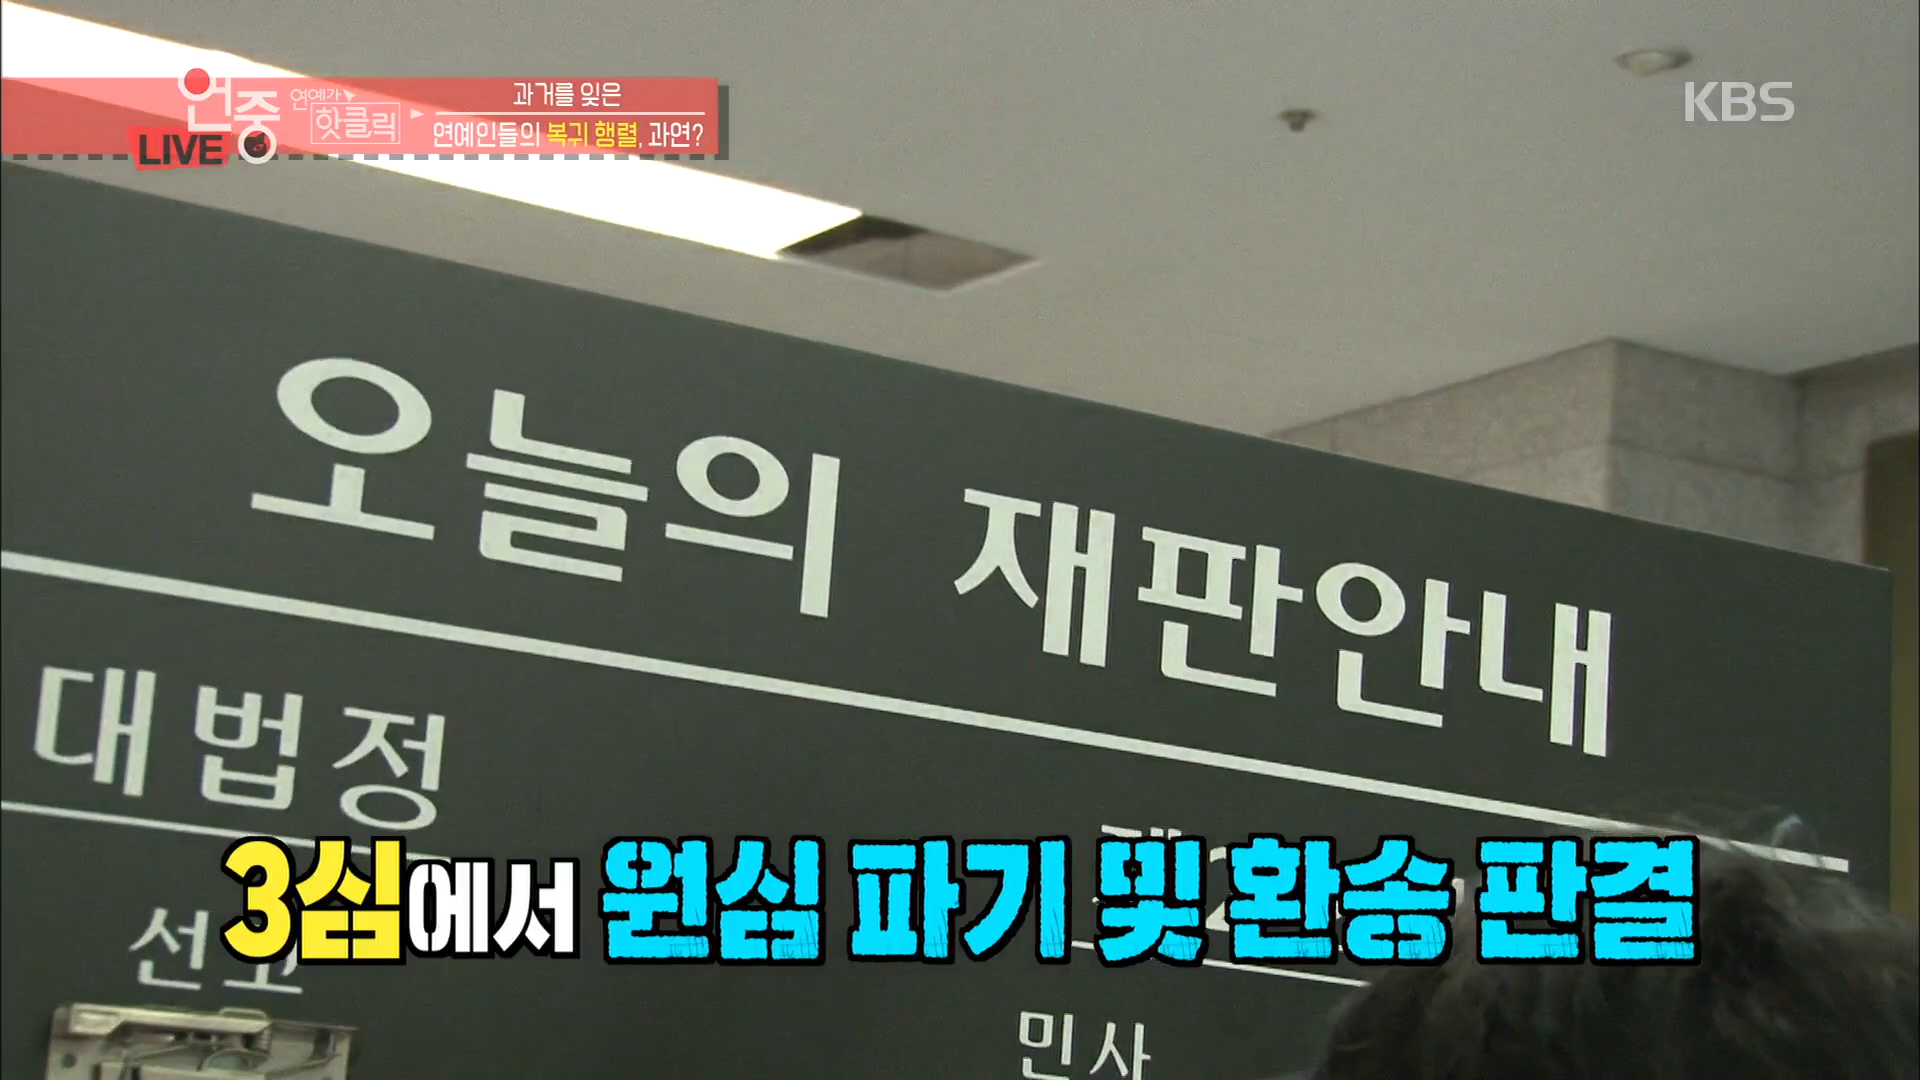 연중
LIVE
연예가
핫클릭
과거를 잊은
연예인들의 복귀 행렬, 과연?
KBS
오늘의 재판안내
대법정
선고
민사
3심에서 원심 파기 및 환송 판결